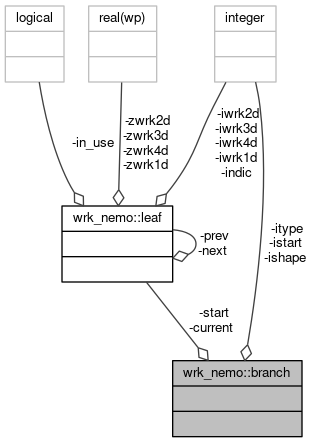 logical
real(wp)
integer
-in_use
-zwrk2d
-zwrk3d
-zwrk4d
-zwrk1d
-iwrk2d
-iwrk3d
-iwrk4d
-iwrk1d
-indic
wrk_nemo::leaf
-prev
-next
-itype
-istart
-ishape
-start
-current
wrk_nemo::branch